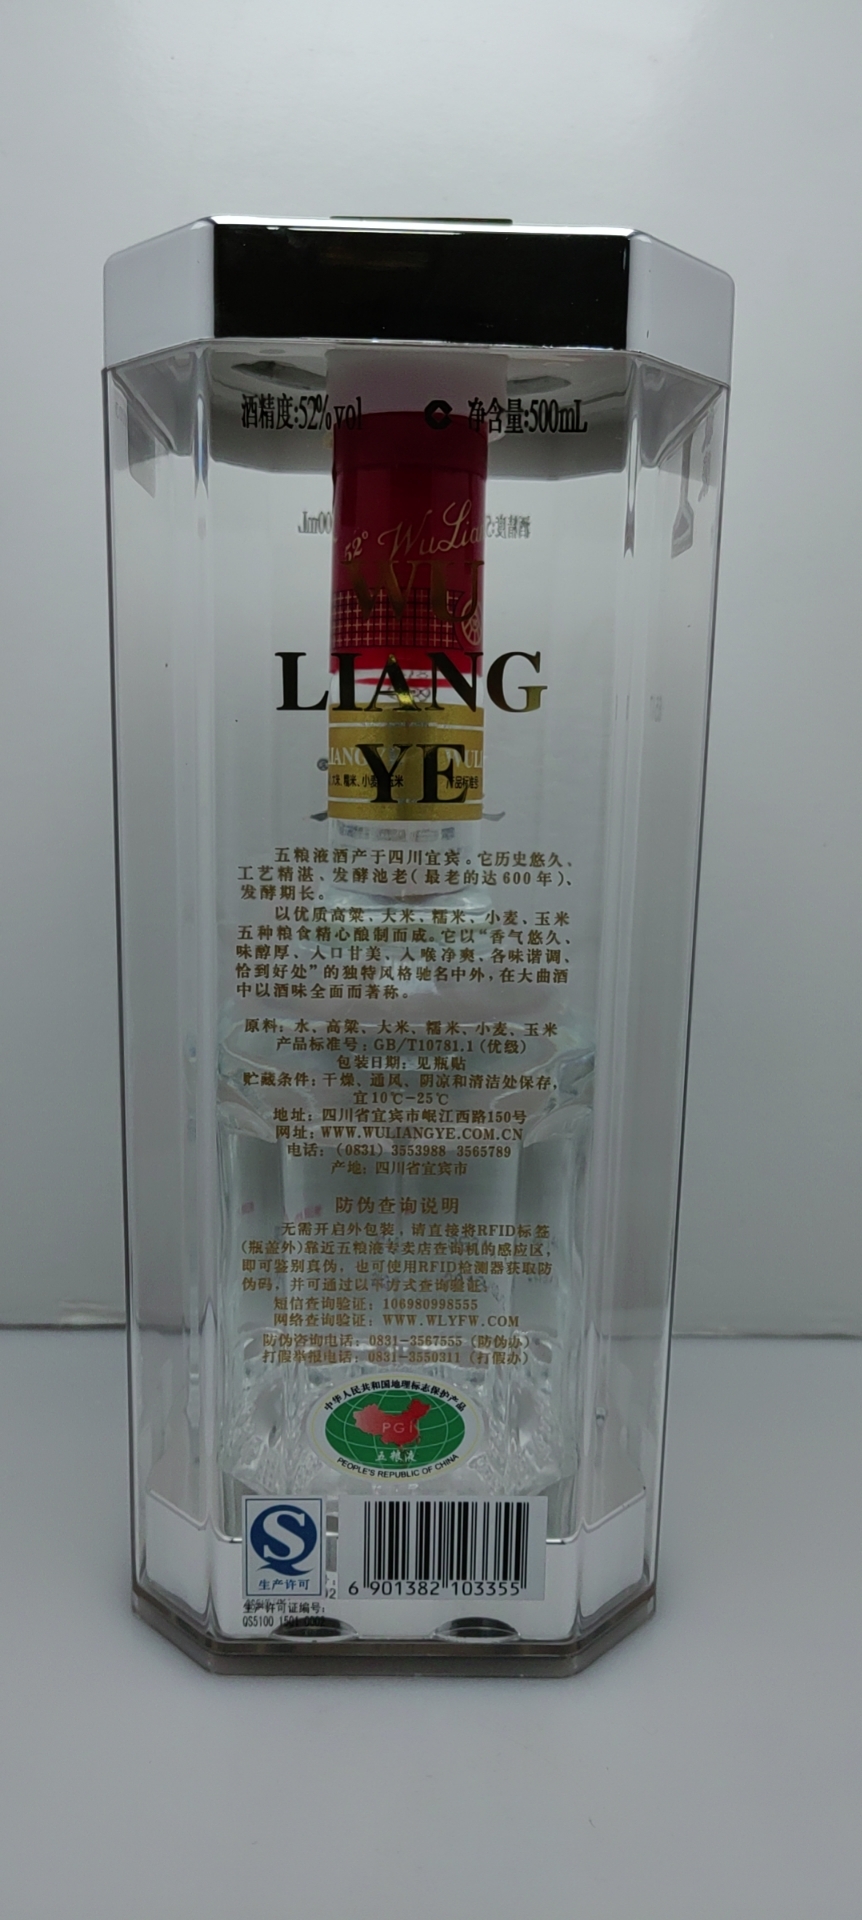 酒精度:52%vol 净含量:500mL
52° WuLia
WU
LIANG
YE
五粮液酒产于四川宜宾。它历史悠久、
工艺精湛、发酵池老(最老的达600年)、
发酵期长。
以优质高粱、大米、糯米、小麦、玉米
五种粮食精心酿制而成。它以“香气悠久、
味醇厚、入口甘美、入喉净爽、各味谐调、
恰到好处”的独特风格驰名中外,在大曲酒
中以酒味全面而著称。
原料: 水、高粱、大米、糯米、小麦、玉米
产品标准号: GB/T10781.1(优级)
包装日期: 见瓶贴
贮藏条件: 干燥、通风、阴凉和清洁处保存,
宜10℃-25℃
地址: 四川省宜宾市岷江西路150号
网址: WWW.WULIANGYE.COM.CN
电话: (0831) 3553988 3565789
产地: 四川省宜宾市
防伪查询说明
无需开启外包装,请直接将RFID标签
(瓶盖外)靠近五粮液专卖店查询机的感应区,
即可鉴别真伪,也可使用RFID检测器获取防
伪码,并可通过以下方式查询验证:
短信查询验证: 106980998555
网络查询验证: WWW.WLYFW.COM
防伪咨询电话: 0831-3567555 (防伪办)
打假举报电话: 0831-3550311 (打假办)
中华人民共和国地理标志保护产品
PGI
五粮液
PEOPLE'S REPUBLIC OF CHINA
生产许可
6 901382 103355
生产许可证编号:
QS5100 1501 0002